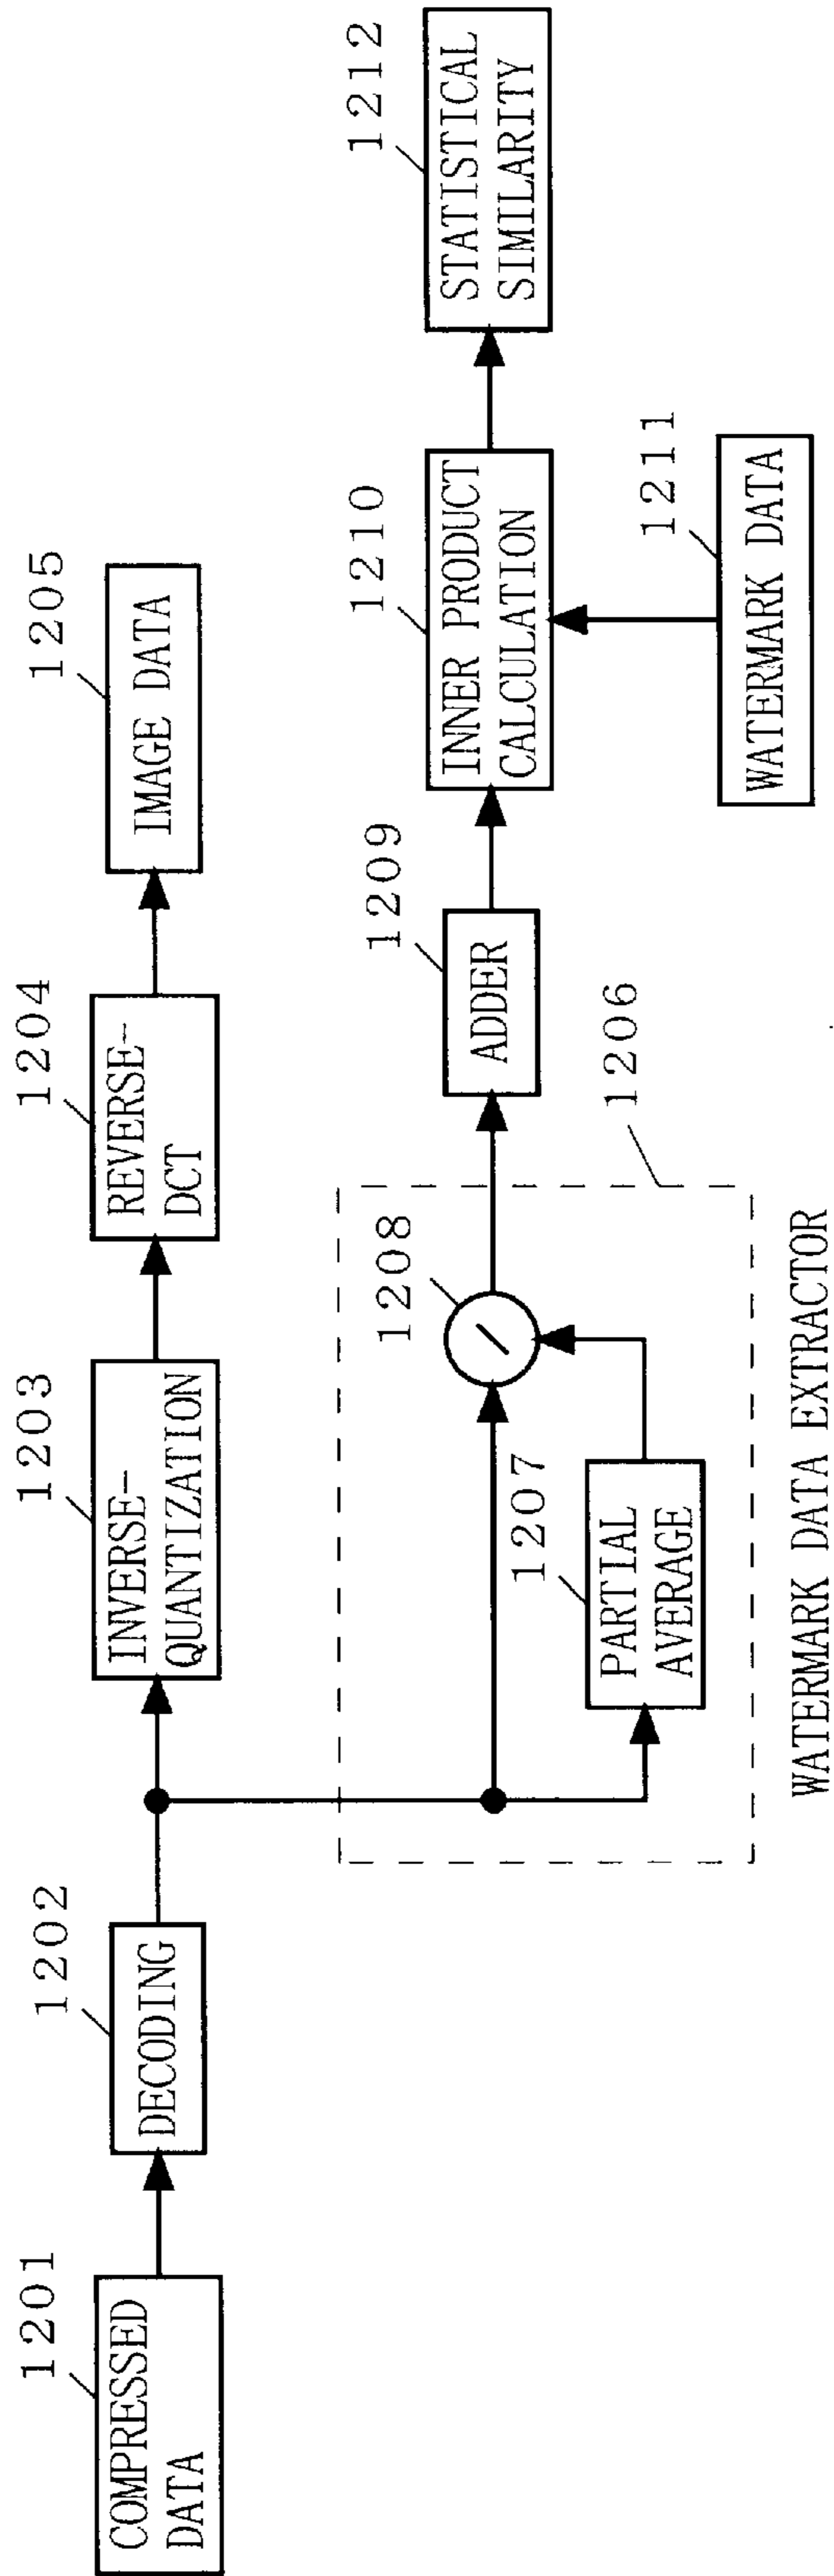 1201
COMPRESSED
DATA
1202
DECODING
1203
INVERSE-
QUANTIZATION
1204
REVERSE-
DCT
1205
IMAGE DATA
1206
WATERMARK DATA EXTRACTOR
1207
PARTIAL
AVERAGE
1208
1209
ADDER
1210
INNER PRODUCT
CALCULATION
1211
WATERMARK DATA
1212
STATISTICAL
SIMILARITY